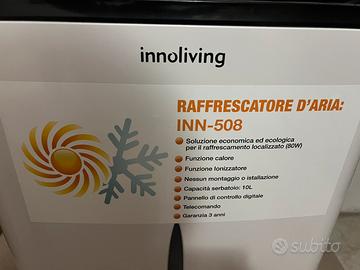 innoliving
RAFFRESCATORE D'ARIA:
INN-508
Soluzione economica ed ecologica
per il raffrescamento localizzato (80W)
Funzione calore
Funzione Ionizzatore
Nessun montaggio o istallazione
Capacità serbatoio: 10L
Pannello di controllo digitale
Telecomando
Garanzia 3 anni
subito